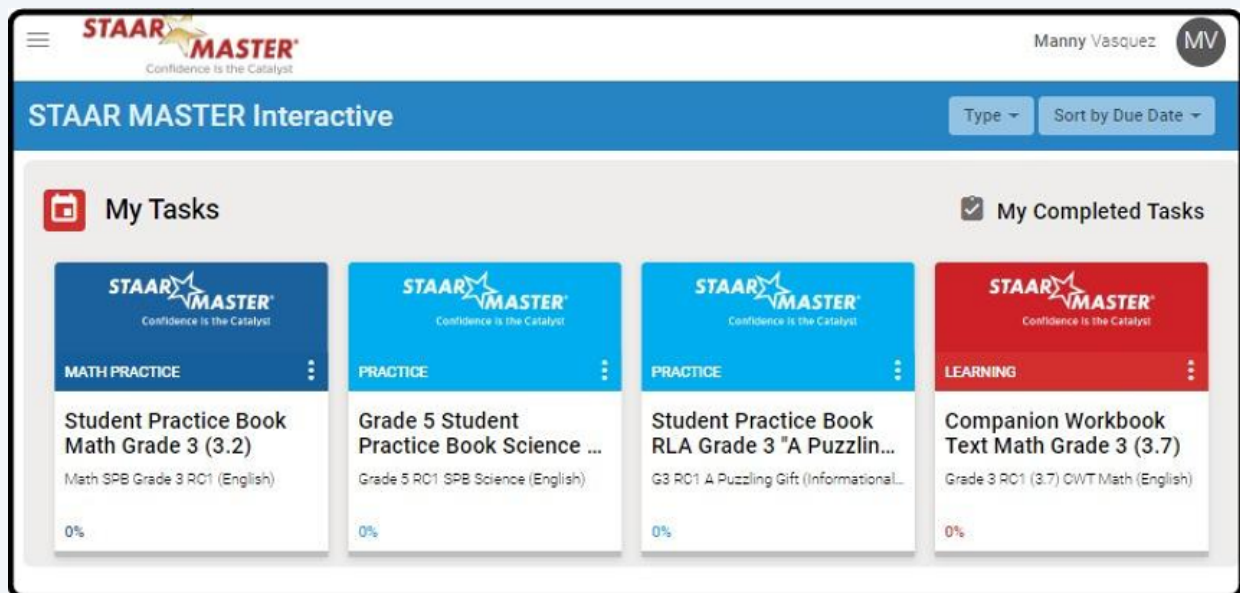 STAAR
MASTER®
Confidence is the Catalyst
Manny Vasquez
MV
STAAR MASTER Interactive
Type
Sort by Due Date
My Tasks
My Completed Tasks
STAAR
MASTER®
Confidence is the Catalyst
MATH PRACTICE
Student Practice Book
Math Grade 3 (3.2)
Math SPB Grade 3 RC1 (English)
0%
STAAR
MASTER®
Confidence is the Catalyst
PRACTICE
Grade 5 Student
Practice Book Science ...
Grade 5 RC1 SPB Science (English)
0%
STAAR
MASTER®
Confidence is the Catalyst
PRACTICE
Student Practice Book
RLA Grade 3 "A Puzzlin...
G3 RC1 A Puzzling Gift (Informational...
0%
STAAR
MASTER®
Confidence is the Catalyst
LEARNING
Companion Workbook
Text Math Grade 3 (3.7)
Grade 3 RC1 (3.7) CWT Math (English)
0%